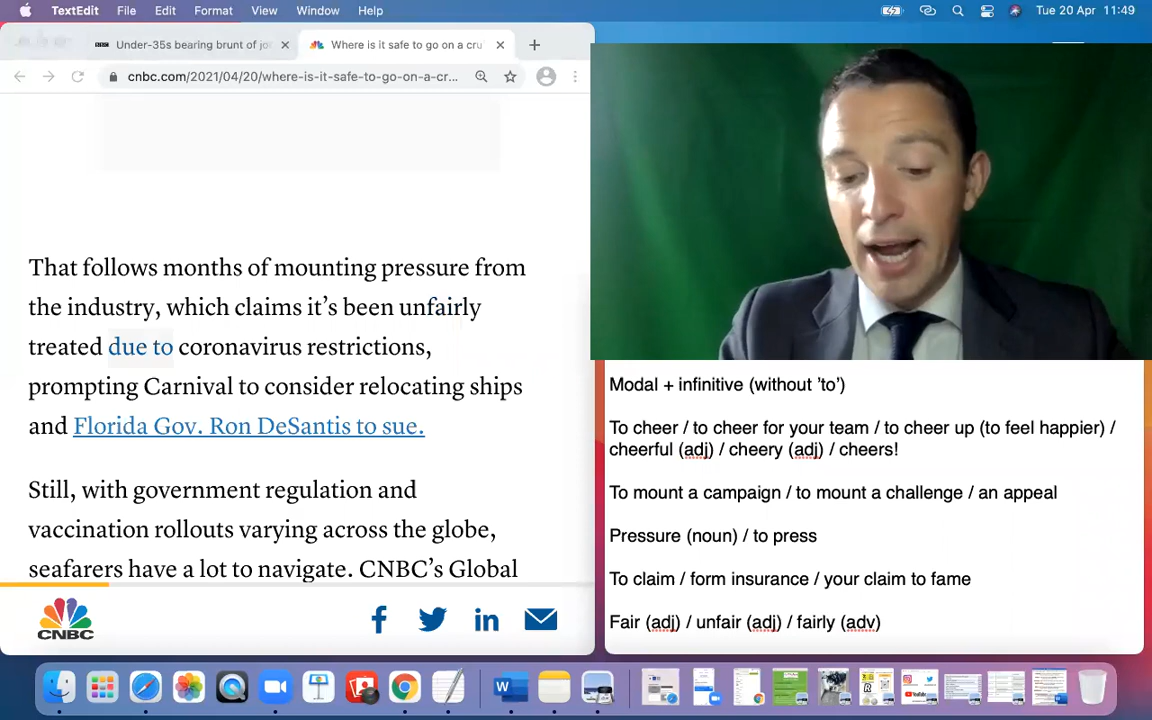 TextEdit File Edit Format View Window Help Tue 20 Apr 11:49
Under-35s bearing brunt of jo
Where is it safe to go on a cru
cnbc.com/2021/04/20/where-is-it-safe-to-go-on-a-cr...
That follows months of mounting pressure from
the industry, which claims it’s been unfairly
treated due to coronavirus restrictions,
prompting Carnival to consider relocating ships
and Florida Gov. Ron DeSantis to sue.
Still, with government regulation and
vaccination rollouts varying across the globe,
seafarers have a lot to navigate. CNBC’s Global
CNBC
Modal + infinitive (without ’to’)
To cheer / to cheer for your team / to cheer up (to feel happier) /
cheerful (adj) / cheery (adj) / cheers!
To mount a campaign / to mount a challenge / an appeal
Pressure (noun) / to press
To claim / form insurance / your claim to fame
Fair (adj) / unfair (adj) / fairly (adv)